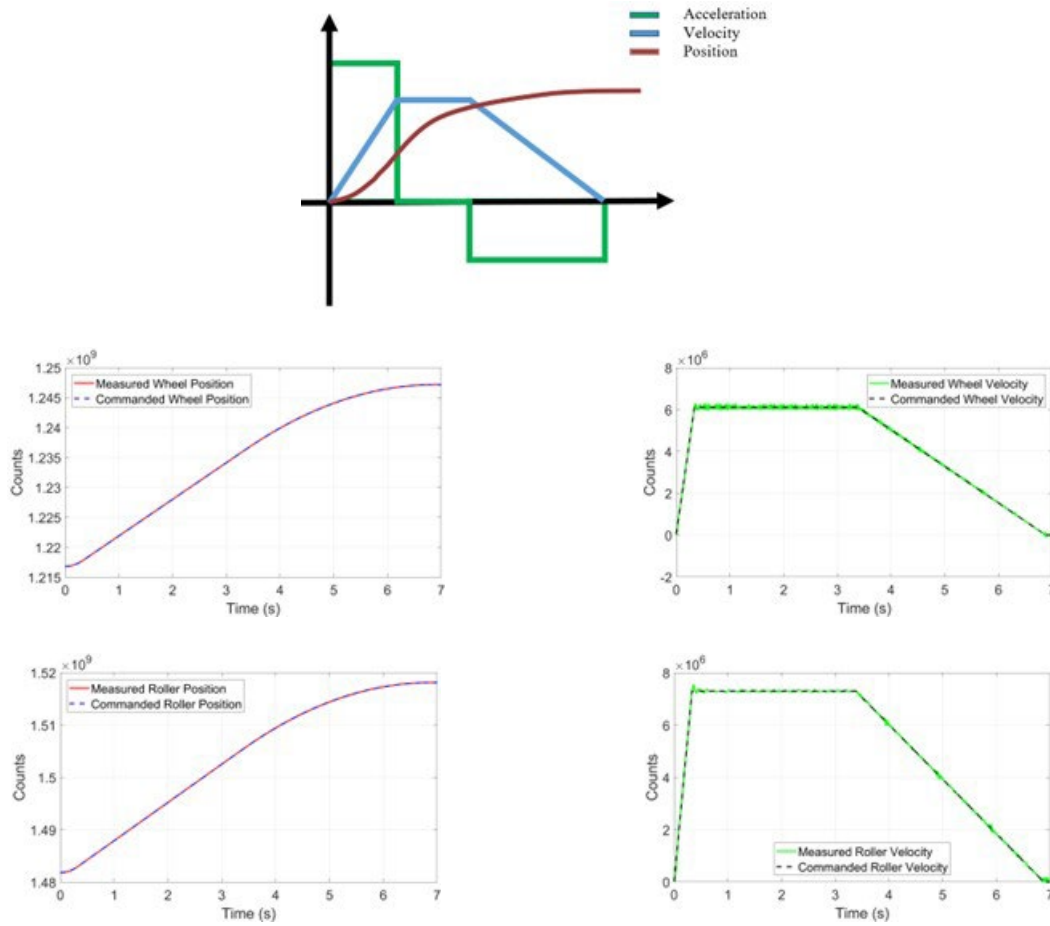 Acceleration
Velocity
Position
×10^9
1.25
1.245
1.24
1.235
1.23
1.225
1.22
1.215
Counts
Measured Wheel Position
Commanded Wheel Position
0 1 2 3 4 5 6 7
Time (s)
×10^6
8
6
4
2
0
-2
Counts
Measured Wheel Velocity
Commanded Wheel Velocity
0 1 2 3 4 5 6 7
Time (s)
×10^9
1.52
1.51
1.5
1.49
1.48
Counts
Measured Roller Position
Commanded Roller Position
0 1 2 3 4 5 6 7
Time (s)
×10^6
8
6
4
2
0
Counts
Measured Roller Velocity
Commanded Roller Velocity
0 1 2 3 4 5 6 7
Time (s)